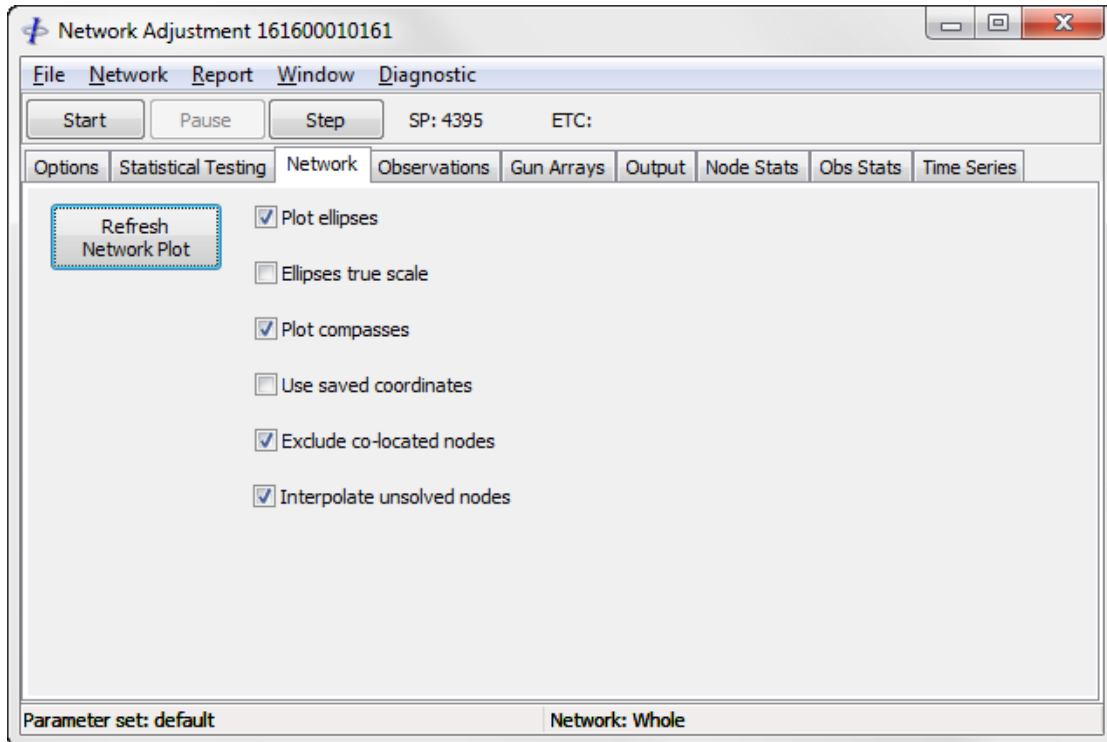 Network Adjustment 161600010161
File Network Report Window Diagnostic
Start Pause Step SP: 4395 ETC:
Options Statistical Testing Network Observations Gun Arrays Output Node Stats Obs Stats Time Series
Refresh
Network Plot
Plot ellipses
Ellipses true scale
Plot compasses
Use saved coordinates
Exclude co-located nodes
Interpolate unsolved nodes
Parameter set: default Network: Whole